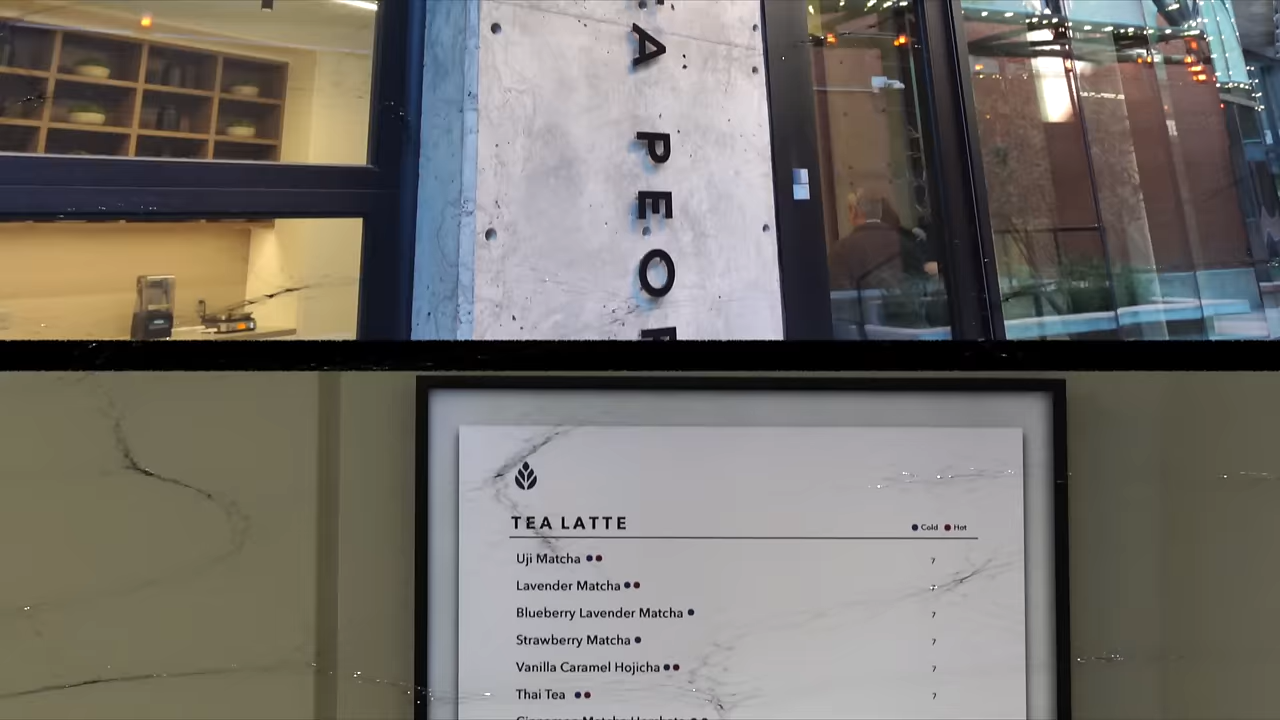 A PEO
TEA LATTE
Cold Hot
Uji Matcha 7
Lavender Matcha
Blueberry Lavender Matcha 7
Strawberry Matcha 7
Vanilla Caramel Hojicha 7
Thai Tea 7